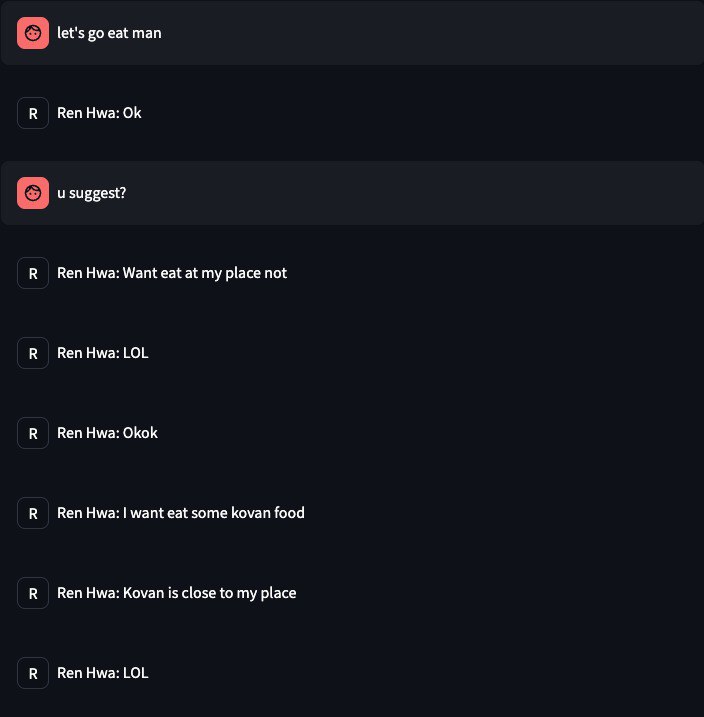 let's go eat man
R Ren Hwa: Ok
u suggest?
R Ren Hwa: Want eat at my place not
R Ren Hwa: LOL
R Ren Hwa: Okok
R Ren Hwa: I want eat some kovan food
R Ren Hwa: Kovan is close to my place
R Ren Hwa: LOL